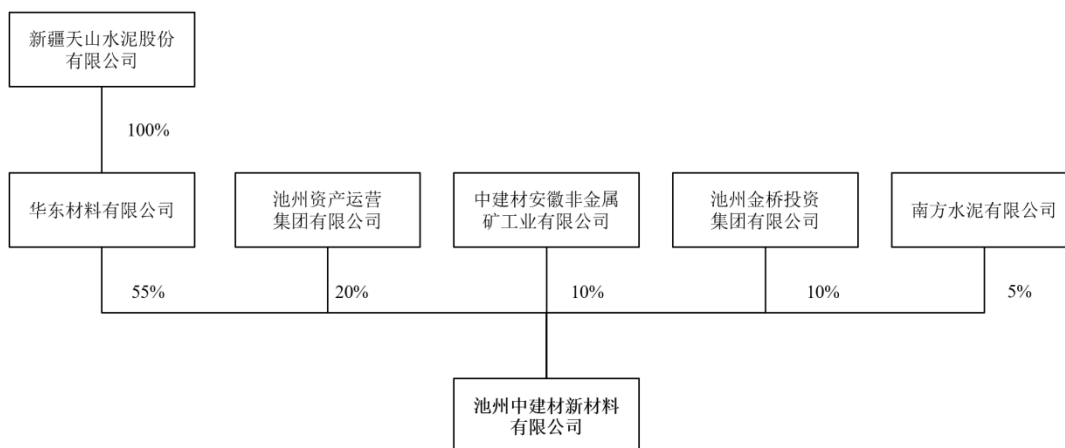 新疆天山水泥股份
有限公司
100%
华东材料有限公司
池州资产运营
集团有限公司
中建材安徽非金属
矿工业有限公司
池州金桥投资
集团有限公司
南方水泥有限公司
55%
20%
10%
10%
5%
池州中建材新材料
有限公司